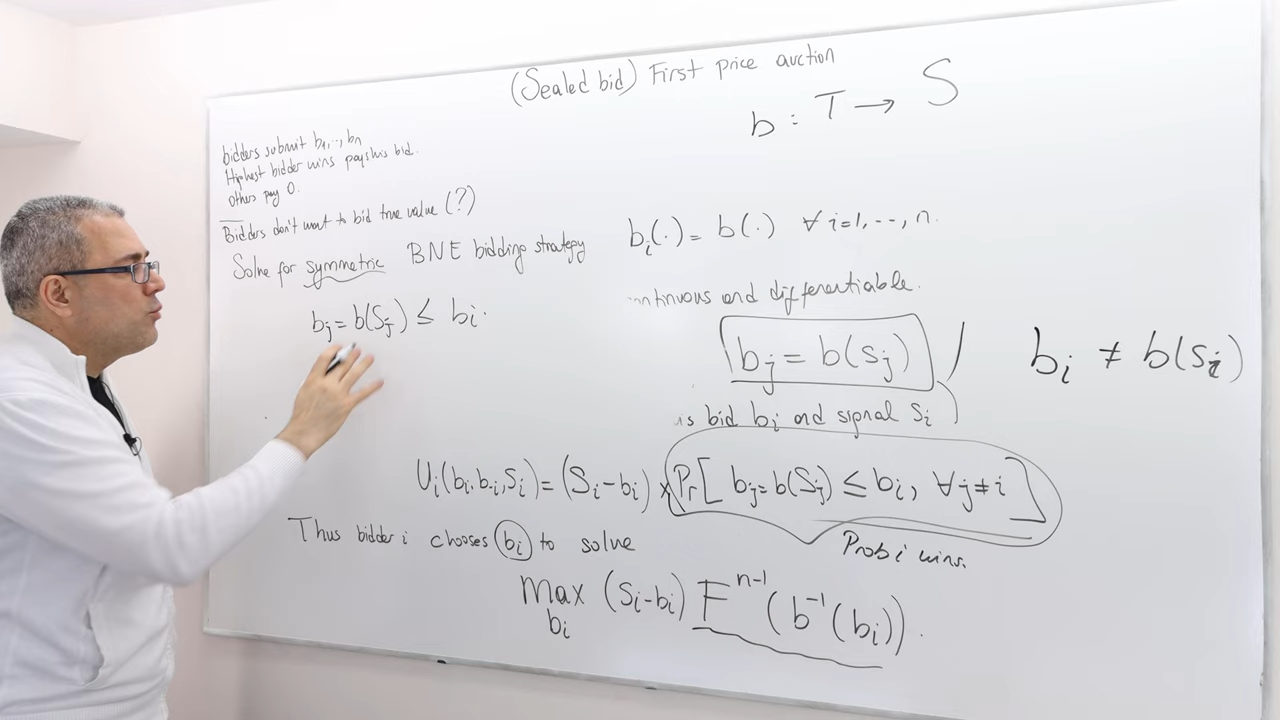 (Sealed bid) First price auction
b : T → S
bidders submit b₁,..,bₙ
Highest bidder wins pays his bid.
others pay 0.
Bidders don't want to bid true value (?)
Solve for symmetric BNE bidding strategy
bᵢ(·) = b(·) ∀ i=1, --, n.
ntinuous and differentiable.
bⱼ = b(Sⱼ) ≤ bᵢ.
bⱼ = b(sⱼ) / bᵢ ≠ b(sᵢ)
is bid bᵢ and signal sᵢ
Uᵢ(bᵢ, b₋ᵢ, sᵢ) = (Sᵢ-bᵢ) × Pr[ bⱼ=b(Sⱼ) ≤ bᵢ, ∀ j≠i ]
Thus bidder i chooses bᵢ to solve
Prob i wins.
max (Sᵢ-bᵢ) Fⁿ⁻¹ (b⁻¹(bᵢ)).
bᵢ